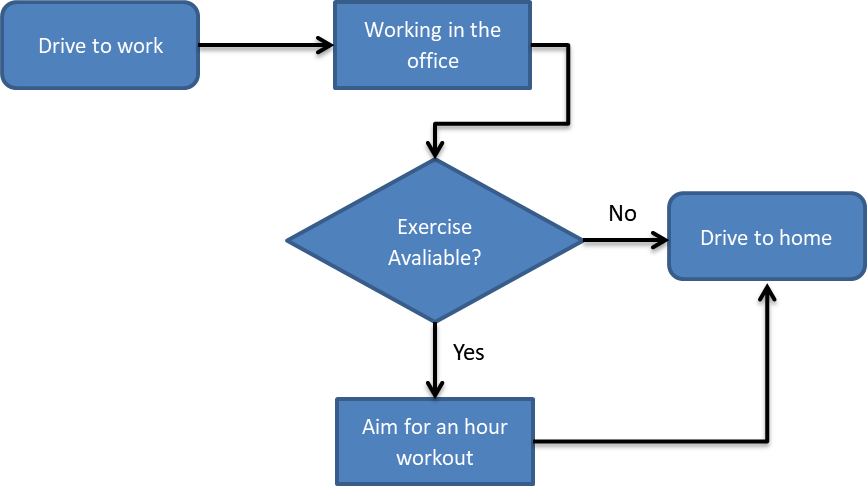 Drive to work
Working in the
office
Exercise
Avaliable?
No
Drive to home
Yes
Aim for an hour
workout